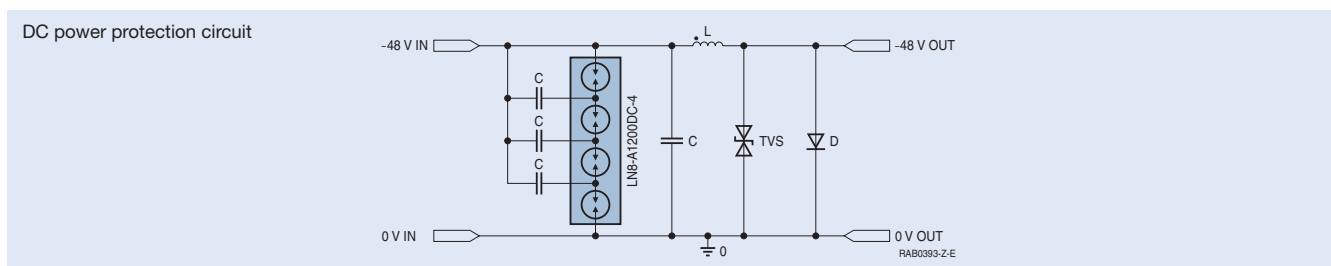 DC power protection circuit
-48 V IN
L
-48 V OUT
C
C
C
LN8-A1200DC-4
C
TVS
D
0 V IN
0
0 V OUT
RAB0393-Z-E